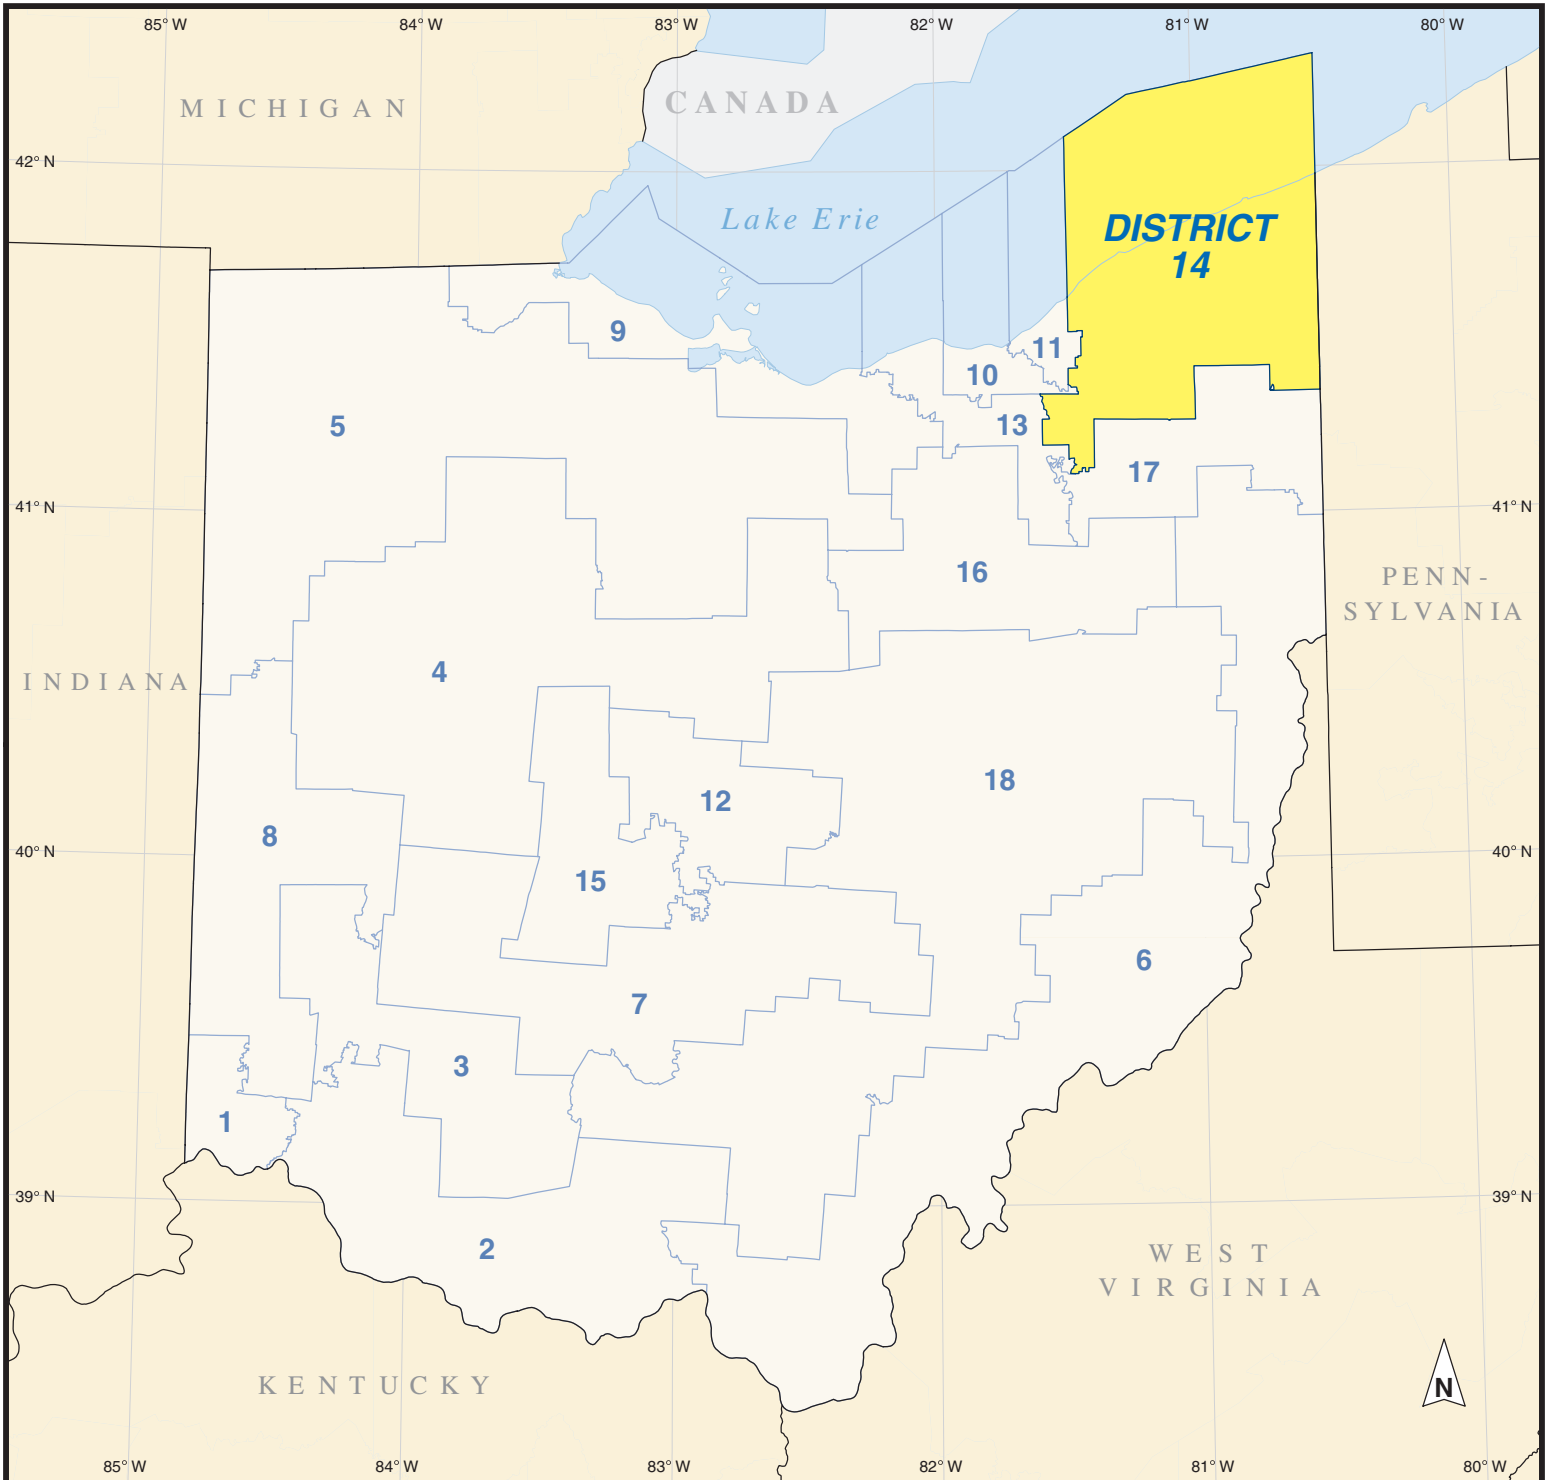 85° W
84° W
83° W
82° W
81° W
80° W
MICHIGAN
CANADA
42° N
Lake Erie
DISTRICT
14
9
11
10
5
13
17
41° N
41° N
16
PENN-
SYLVANIA
4
INDIANA
18
12
8
40° N
40° N
15
6
7
3
1
39° N
39° N
2
WEST
VIRGINIA
KENTUCKY
N
85° W
84° W
83° W
82° W
81° W
80° W